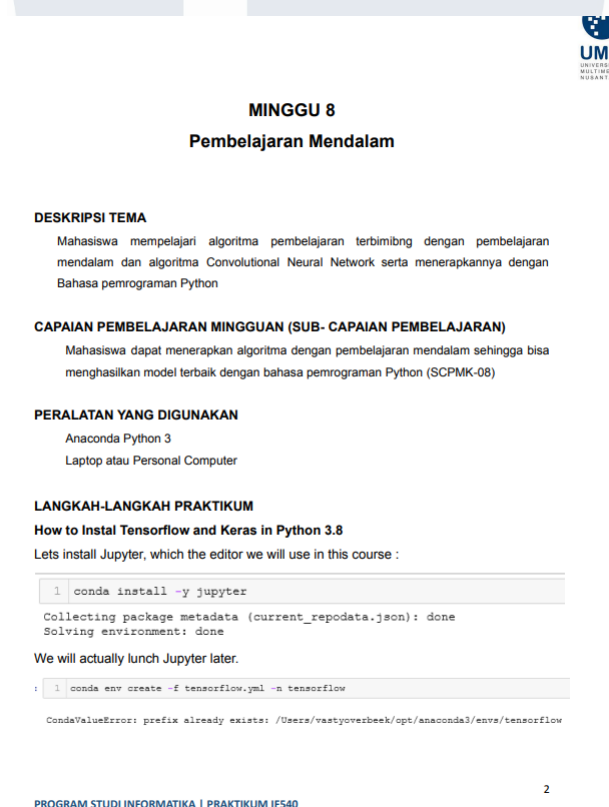 UM
UNIVERS
MULTIME
NUSANT
MINGGU 8
Pembelajaran Mendalam
DESKRIPSI TEMA
Mahasiswa mempelajari algoritma pembelajaran terbimibng dengan pembelajaran
mendalam dan algoritma Convolutional Neural Network serta menerapkannya dengan
Bahasa pemrograman Python
CAPAIAN PEMBELAJARAN MINGGUAN (SUB- CAPAIAN PEMBELAJARAN)
Mahasiswa dapat menerapkan algoritma dengan pembelajaran mendalam sehingga bisa
menghasilkan model terbaik dengan bahasa pemrograman Python (SCPMK-08)
PERALATAN YANG DIGUNAKAN
Anaconda Python 3
Laptop atau Personal Computer
LANGKAH-LANGKAH PRAKTIKUM
How to Instal Tensorflow and Keras in Python 3.8
Lets install Jupyter, which the editor we will use in this course :
1 conda install -y jupyter
Collecting package metadata (current_repodata.json): done
Solving environment: done
We will actually lunch Jupyter later.
: 1 conda env create -f tensorflow.yml -n tensorflow
CondaValueError: prefix already exists: /Users/vastyoverbeek/opt/anaconda3/envs/tensorflow
2
PROGRAM STUDI INFORMATIKA | PRAKTIKUM IF540